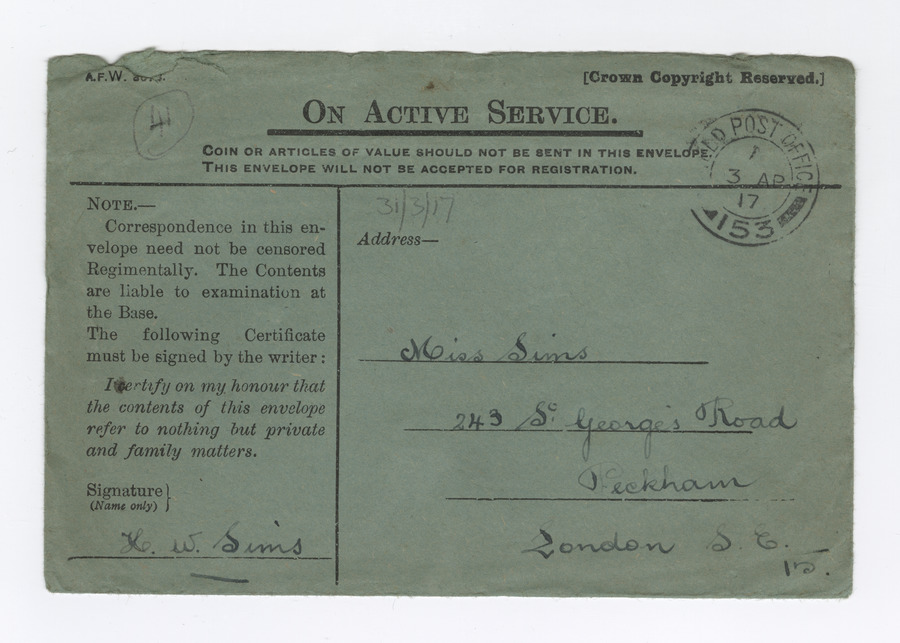 A.F.W.
[Crown Copyright Reserved.]
41
ON ACTIVE SERVICE.
COIN OR ARTICLES OF VALUE SHOULD NOT BE SENT IN THIS ENVELOPE
THIS ENVELOPE WILL NOT BE ACCEPTED FOR REGISTRATION.
POST OFFICE
3 AP
17
153
NOTE.—
Correspondence in this en-
velope need not be censored
Regimentally. The Contents
are liable to examination at
the Base.
The following Certificate
must be signed by the writer:
I certify on my honour that
the contents of this envelope
refer to nothing but private
and family matters.
Signature}
(Name only)
H. W. Sims
31/3/17
Address—
Miss Sims
243 St George's Road
Peckham
London S. E.
15.